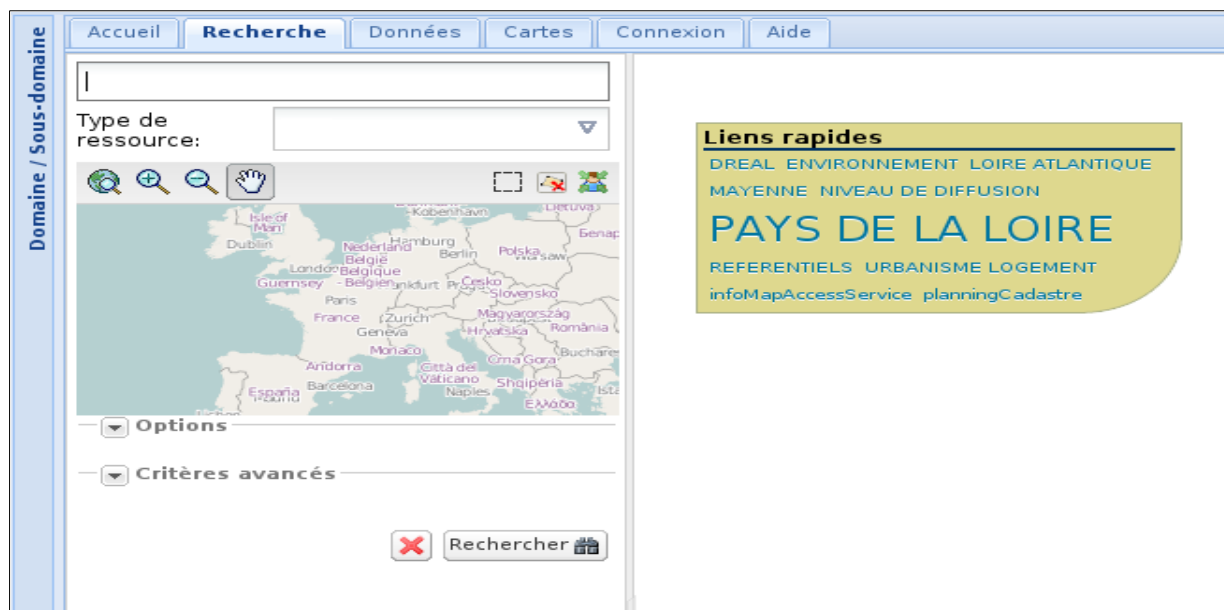 Domaine / Sous-domaine
Accueil Recherche Données Cartes Connexion Aide
Type de
ressource:
Liens rapides
DREAL ENVIRONNEMENT LOIRE ATLANTIQUE
MAYENNE NIVEAU DE DIFFUSION
PAYS DE LA LOIRE
REFERENTIELS URBANISME LOGEMENT
infoMapAccessService planningCadastre
Isle of
Man
København
Dublin
Nederland
Hamburg
Berlin
Polska
België
Belgique
Belgien
Guernsey
Česko
Slovensko
Paris
France
Zürich
Magyarország
Geneva
Hrvatska
România
Monaco
Crna Gora
Andorra
Città del
Vaticano
España
Barcelona
Naples
Shqipëria
Ελλάδα
Options
Critères avancés
Rechercher